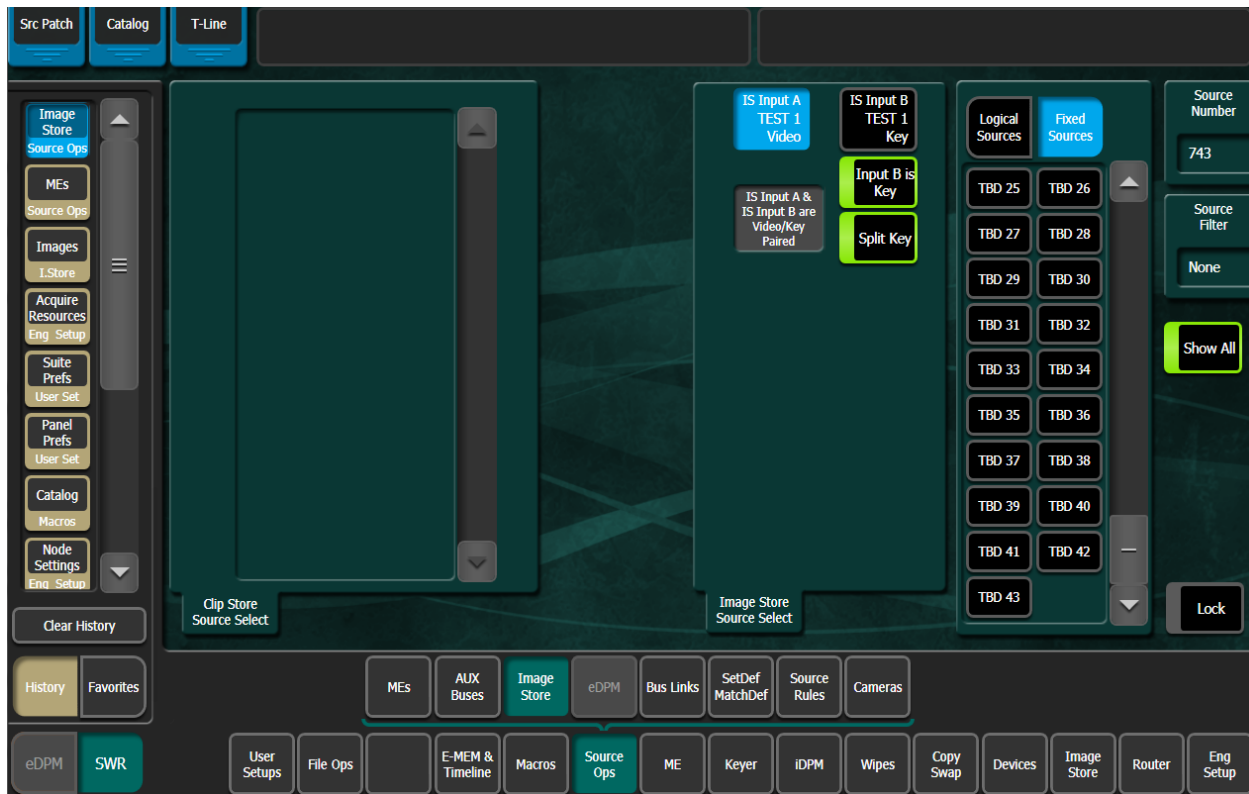 Src Patch
Catalog
T-Line
Image
Store
Source Ops
MEs
Source Ops
Images
I.Store
Acquire
Resources
Eng Setup
Suite
Prefs
User Set
Panel
Prefs
User Set
Catalog
Macros
Node
Settings
Eng Setup
Clear History
History
Favorites
Clip Store
Source Select
IS Input A
TEST 1
Video
IS Input B
TEST 1
Key
Input B is
Key
IS Input A &
IS Input B are
Video/Key
Paired
Split Key
Image Store
Source Select
Logical
Sources
Fixed
Sources
TBD 25
TBD 26
TBD 27
TBD 28
TBD 29
TBD 30
TBD 31
TBD 32
TBD 33
TBD 34
TBD 35
TBD 36
TBD 37
TBD 38
TBD 39
TBD 40
TBD 41
TBD 42
TBD 43
Source
Number
743
Source
Filter
None
Show All
Lock
MEs
AUX
Buses
Image
Store
eDPM
Bus Links
SetDef
MatchDef
Source
Rules
Cameras
eDPM
SWR
User
Setups
File Ops
E-MEM &
Timeline
Macros
Source
Ops
ME
Keyer
iDPM
Wipes
Copy
Swap
Devices
Image
Store
Router
Eng
Setup